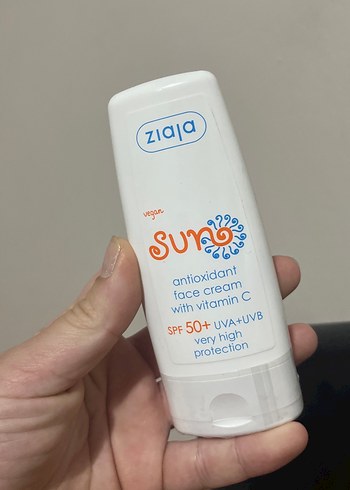 ziaja
vegan
sun
antioxidant
face cream
with vitamin C
SPF 50+ UVA+UVB
very high
protection